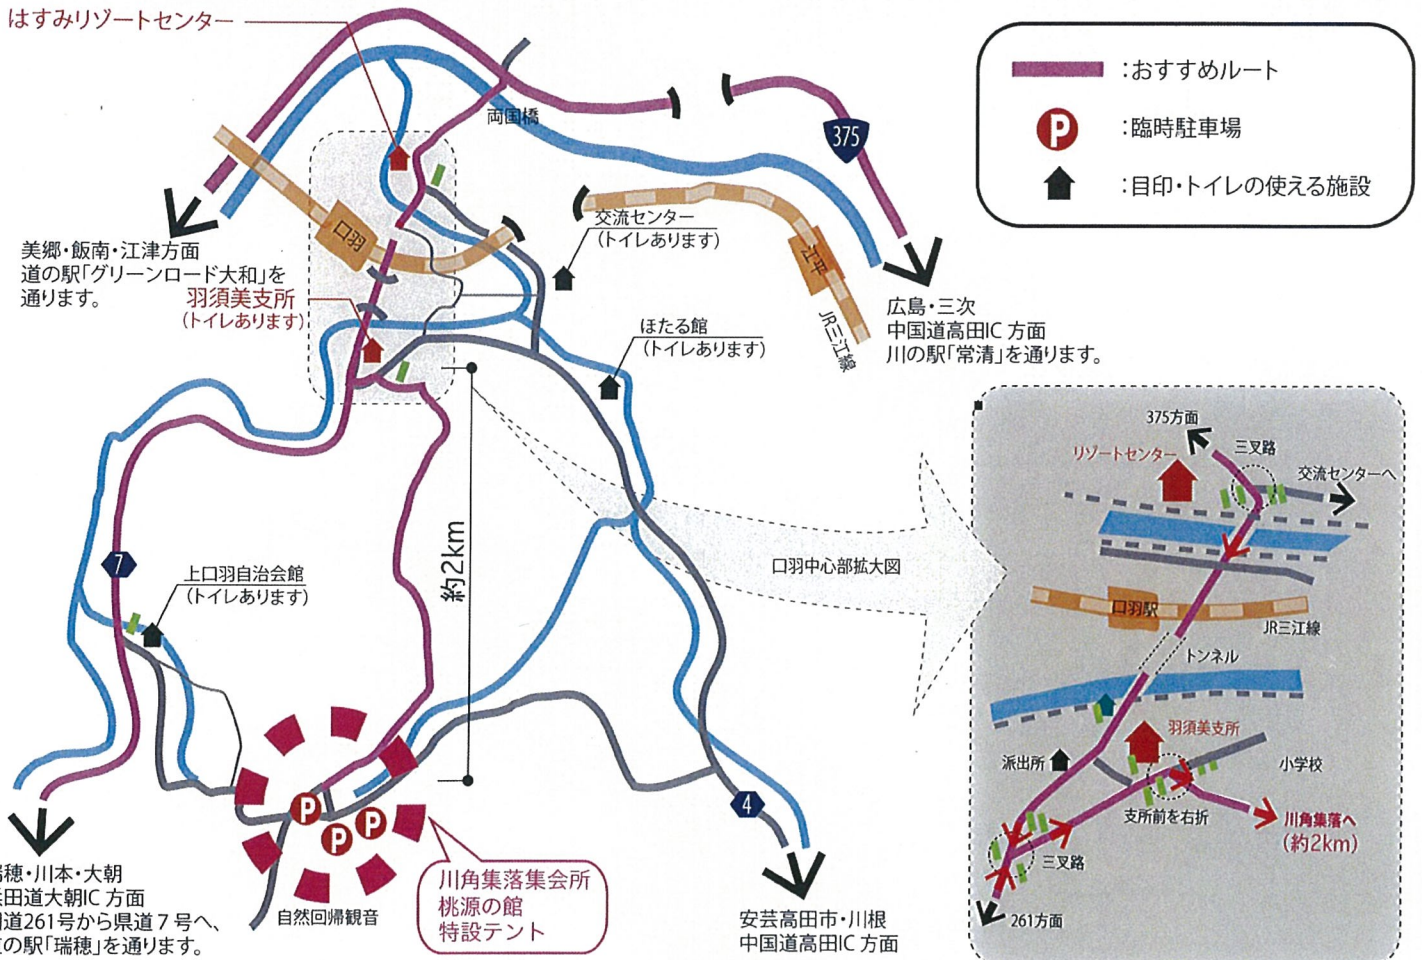 はすみリゾートセンター
両国橋
375
:おすすめルート
P
:臨時駐車場
:目印・トイレの使える施設
美郷・飯南・江津方面
道の駅「グリーンロード大和」を
通ります。
口羽
羽須美支所
(トイレあります)
交流センター
(トイレあります)
江平
JR三江線
広島・三次
中国道高田IC 方面
川の駅「常清」を通ります。
ほたる館
(トイレあります)
約2km
7
上口羽自治会館
(トイレあります)
口羽中心部拡大図
375方面
リゾートセンター
三叉路
交流センターへ
口羽駅
JR三江線
トンネル
羽須美支所
派出所
小学校
支所前を右折
川角集落へ
(約2km)
三叉路
261方面
P
P
P
4
自然回帰観音
川角集落集会所
桃源の館
特設テント
穂・川本・大朝
田道大朝IC 方面
道261号から県道7号へ、
の駅「瑞穂」を通ります。
安芸高田市・川根
中国道高田IC 方面